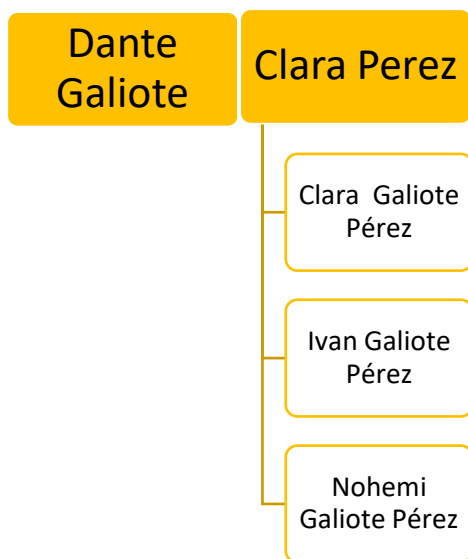 Dante
Galiote
Clara Perez
Clara  Galiote
Pérez
Ivan Galiote
Pérez
Nohemi
Galiote Pérez